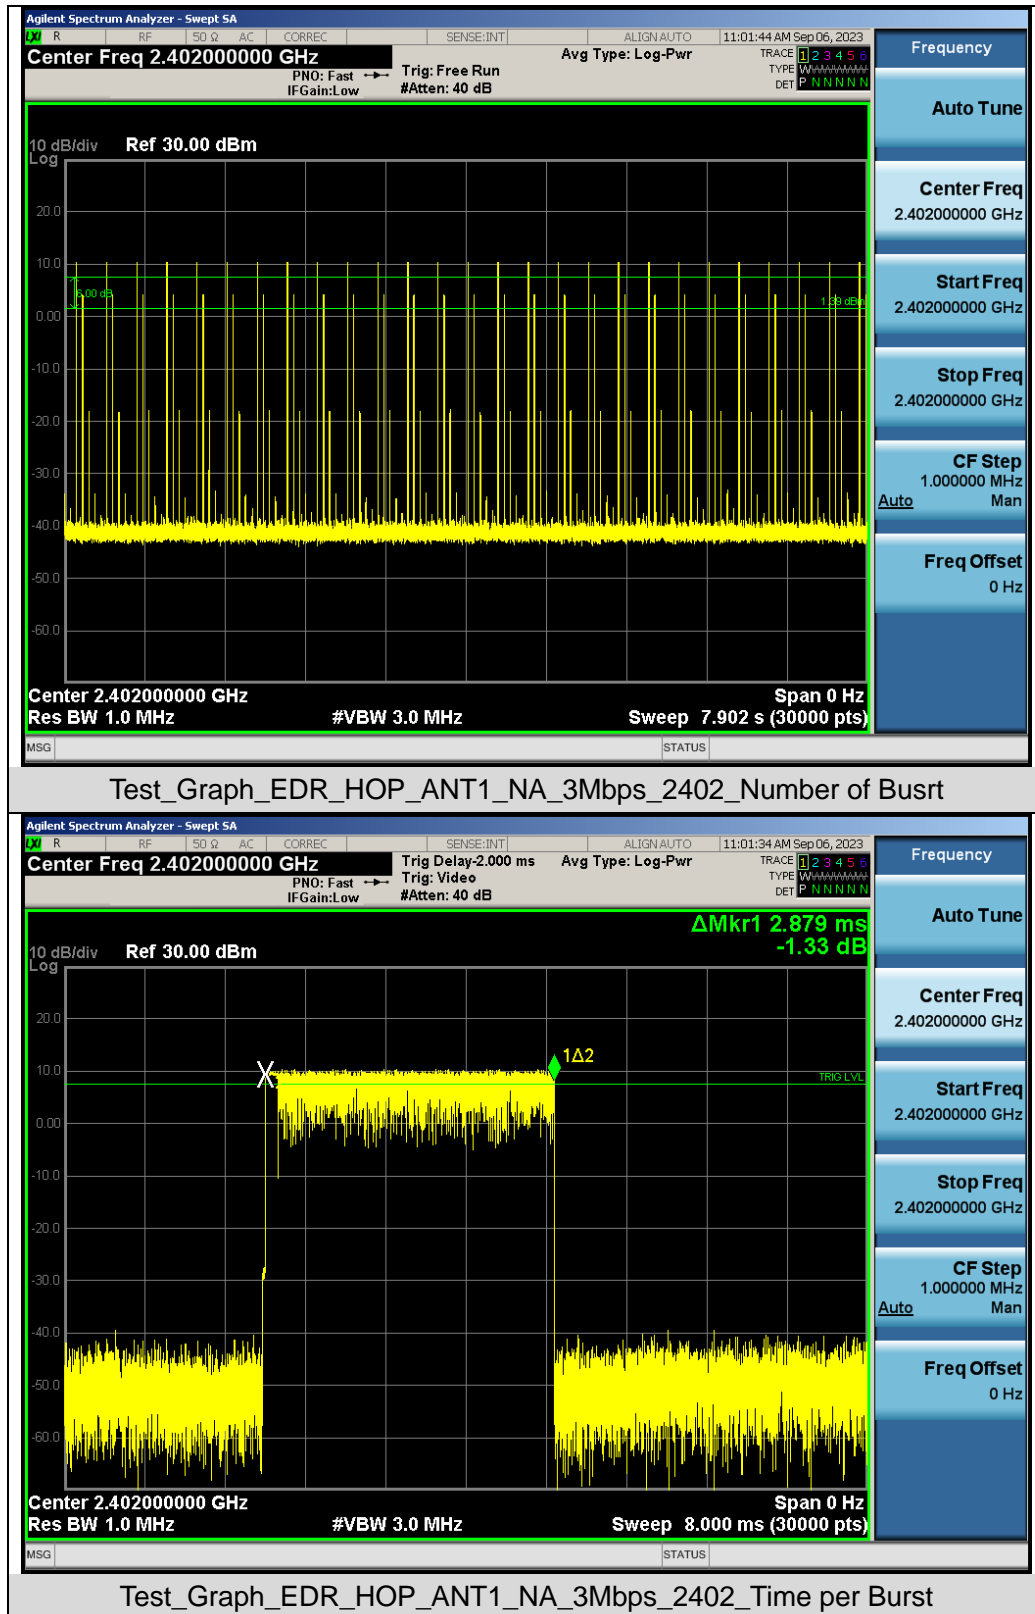 Agilent Spectrum Analyzer - Swept SA
LXI R RF 50 Ω AC CORREC SENSE:INT ALIGN AUTO 11:01:44 AM Sep 06, 2023
Center Freq 2.402000000 GHz Avg Type: Log-Pwr TRACE 1 2 3 4 5 6
PNO: Fast Trig: Free Run TYPE
IFGain:Low #Atten: 40 dB DET P N N N N N
Frequency
Auto Tune
Center Freq
2.402000000 GHz
Start Freq
2.402000000 GHz
Stop Freq
2.402000000 GHz
CF Step
1.000000 MHz
Auto Man
Freq Offset
0 Hz
10 dB/div Ref 30.00 dBm
Log
20.0
10.0
6.00 dB
1.39 dBm
0.00
-10.0
-20.0
-30.0
-40.0
-50.0
-60.0
Center 2.402000000 GHz Span 0 Hz
Res BW 1.0 MHz #VBW 3.0 MHz Sweep 7.902 s (30000 pts)
MSG STATUS
Test_Graph_EDR_HOP_ANT1_NA_3Mbps_2402_Number of Busrt
Agilent Spectrum Analyzer - Swept SA
LXI R RF 50 Ω AC CORREC SENSE:INT ALIGN AUTO 11:01:34 AM Sep 06, 2023
Center Freq 2.402000000 GHz Trig Delay-2.000 ms Avg Type: Log-Pwr TRACE 1 2 3 4 5 6
PNO: Fast Trig: Video TYPE
IFGain:Low #Atten: 40 dB DET P N N N N N
Frequency
Auto Tune
Center Freq
2.402000000 GHz
Start Freq
2.402000000 GHz
Stop Freq
2.402000000 GHz
CF Step
1.000000 MHz
Auto Man
Freq Offset
0 Hz
ΔMkr1 2.879 ms
-1.33 dB
10 dB/div Ref 30.00 dBm
Log
20.0
1Δ2
10.0
TRIG LVL
0.00
-10.0
-20.0
-30.0
-40.0
-50.0
-60.0
Center 2.402000000 GHz Span 0 Hz
Res BW 1.0 MHz #VBW 3.0 MHz Sweep 8.000 ms (30000 pts)
MSG STATUS
Test_Graph_EDR_HOP_ANT1_NA_3Mbps_2402_Time per Burst